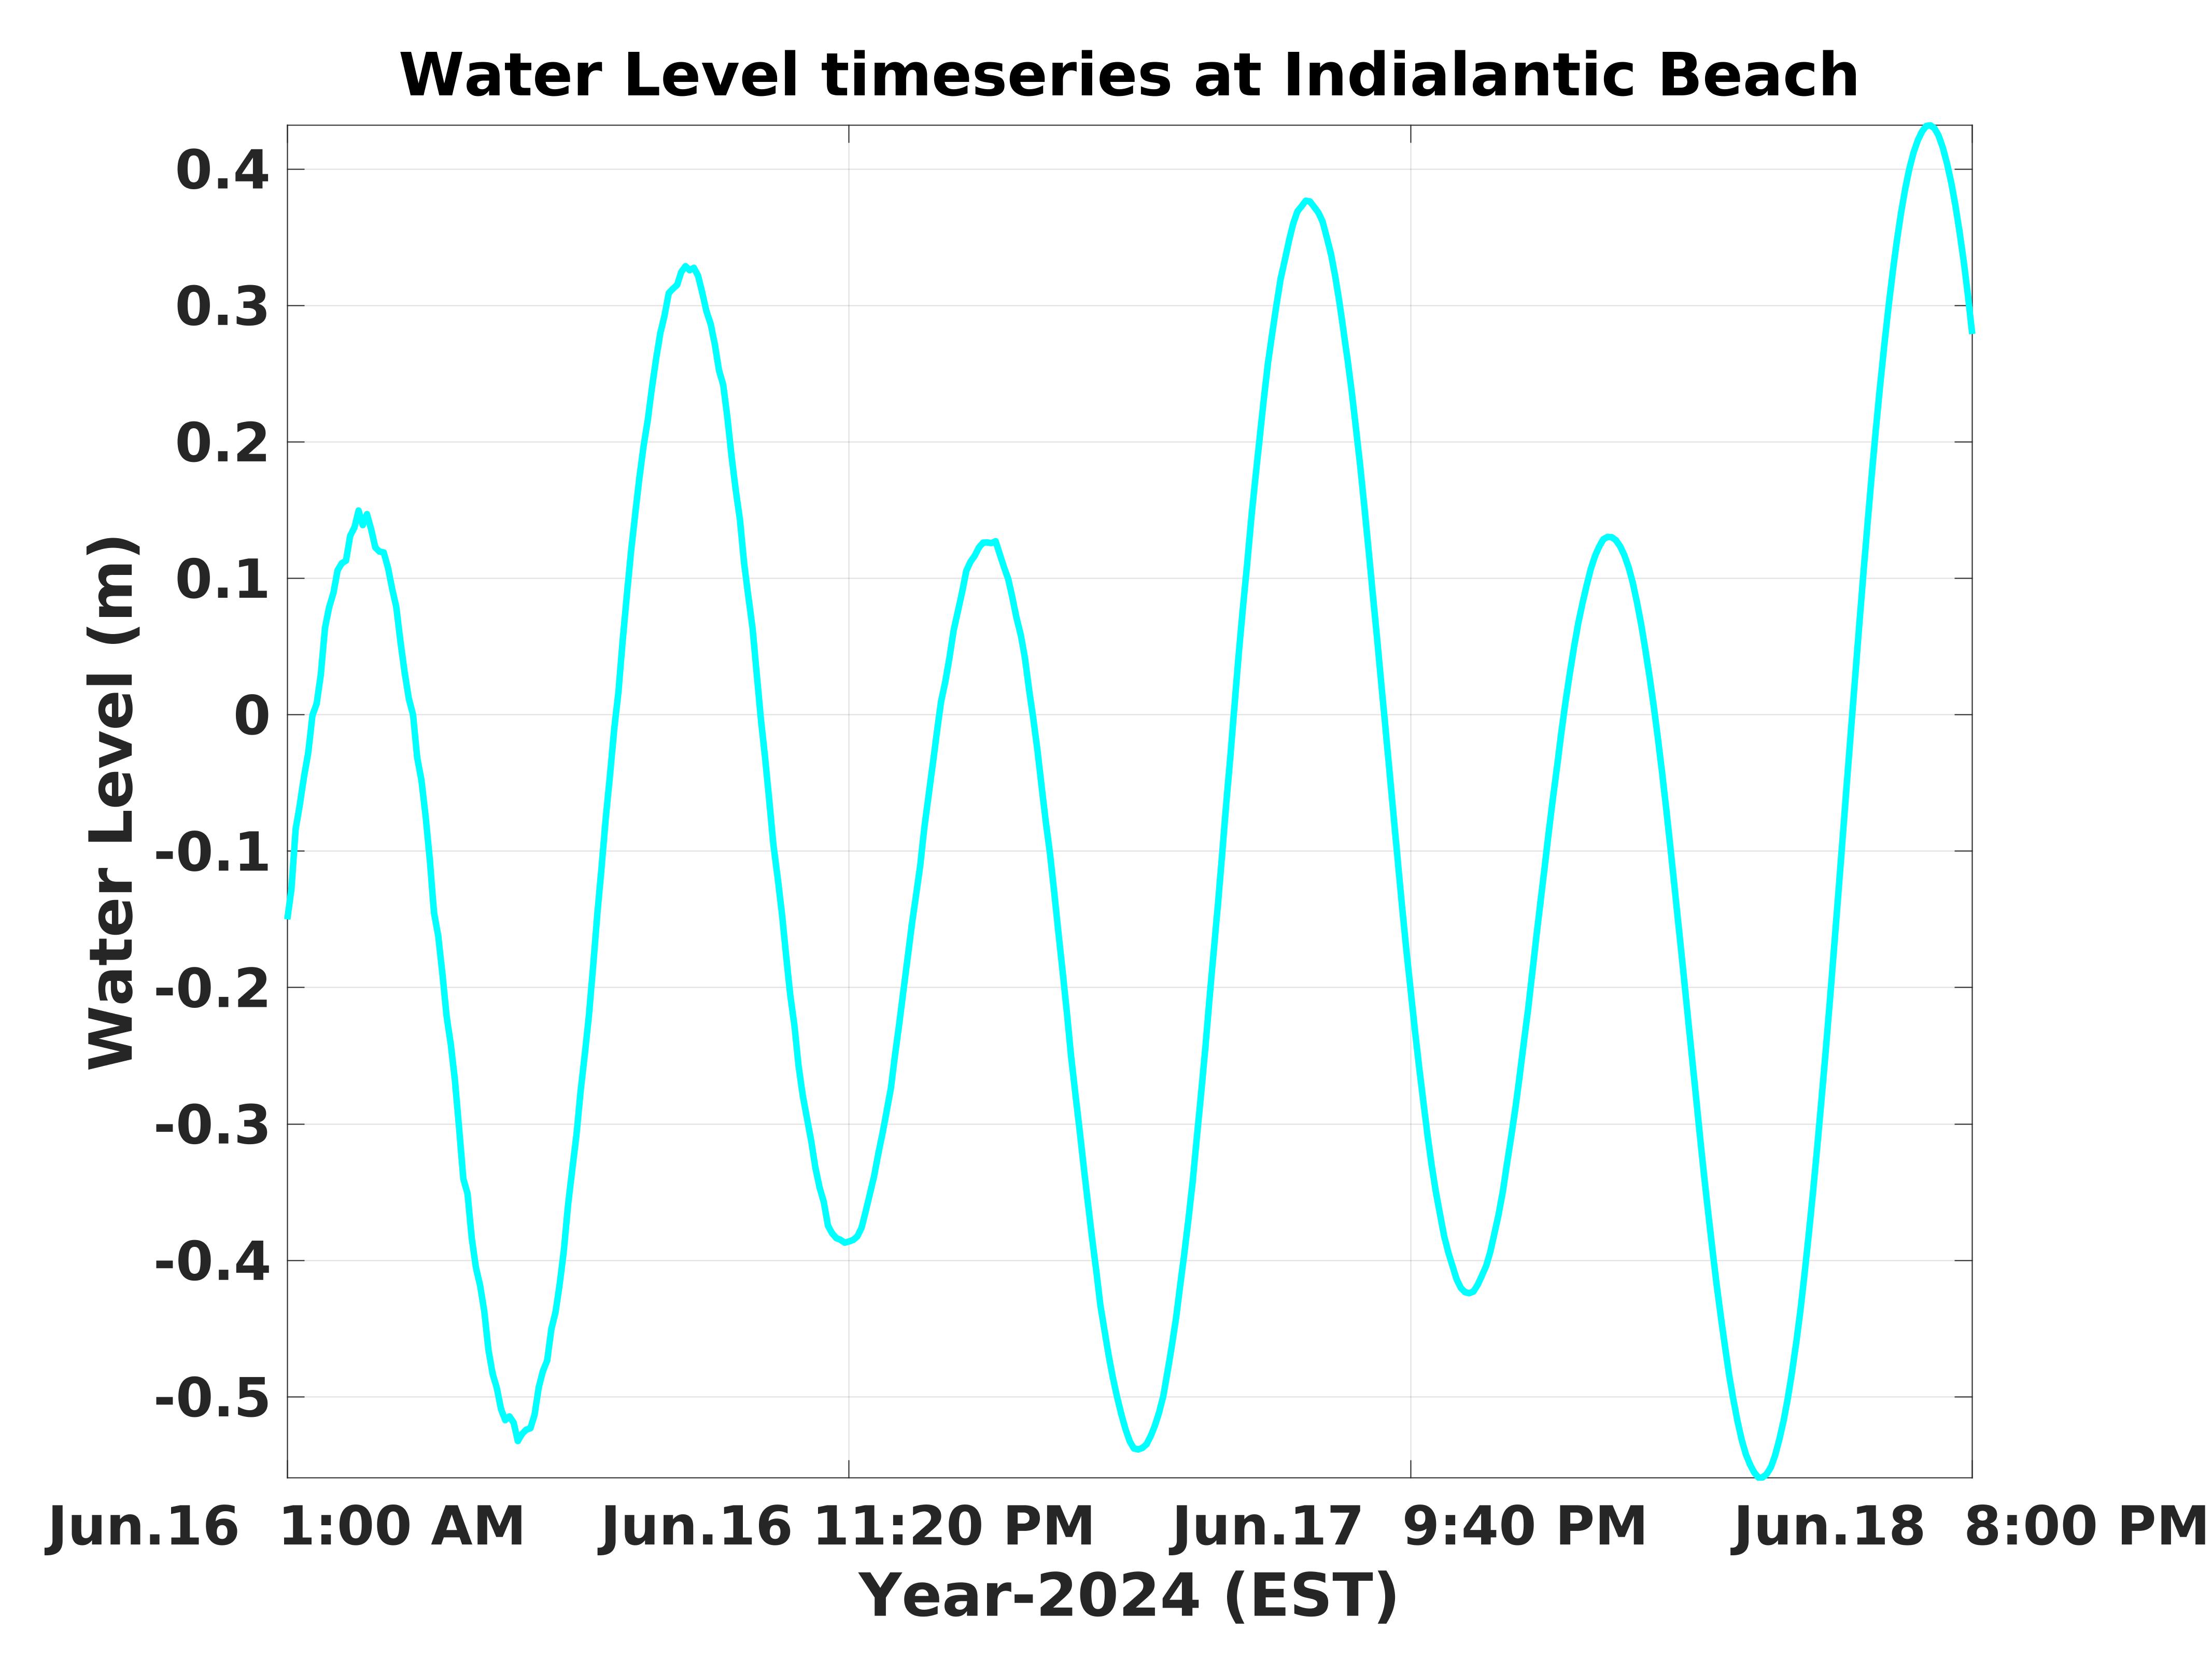 Water Level timeseries at Indialantic Beach
0.4
0.3
0.2
0.1
0
-0.1
-0.2
-0.3
-0.4
-0.5
Water Level (m)
Jun.16 1:00 AM Jun.16 11:20 PM Jun.17 9:40 PM Jun.18 8:00 PM
Year-2024 (EST)